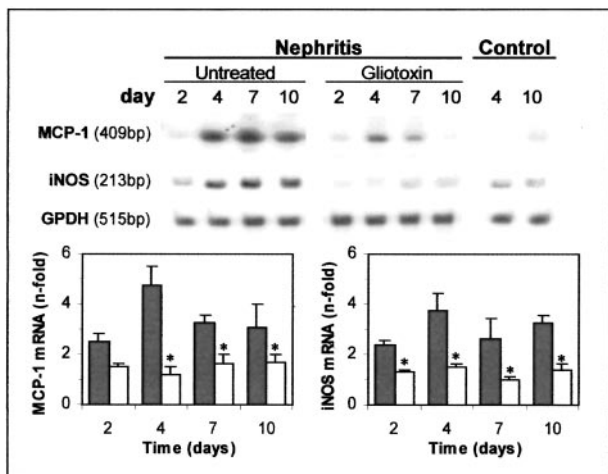 Nephritis Control
Untreated Gliotoxin
day 2 4 7 10 2 4 7 10 4 10
MCP-1 (409bp)
iNOS (213bp)
GPDH (515bp)
MCP-1 mRNA (n-fold)
6
4
2
0
* * *
2 4 7 10
Time (days)
iNOS mRNA (n-fold)
6
4
2
0
* * * *
2 4 7 10
Time (days)